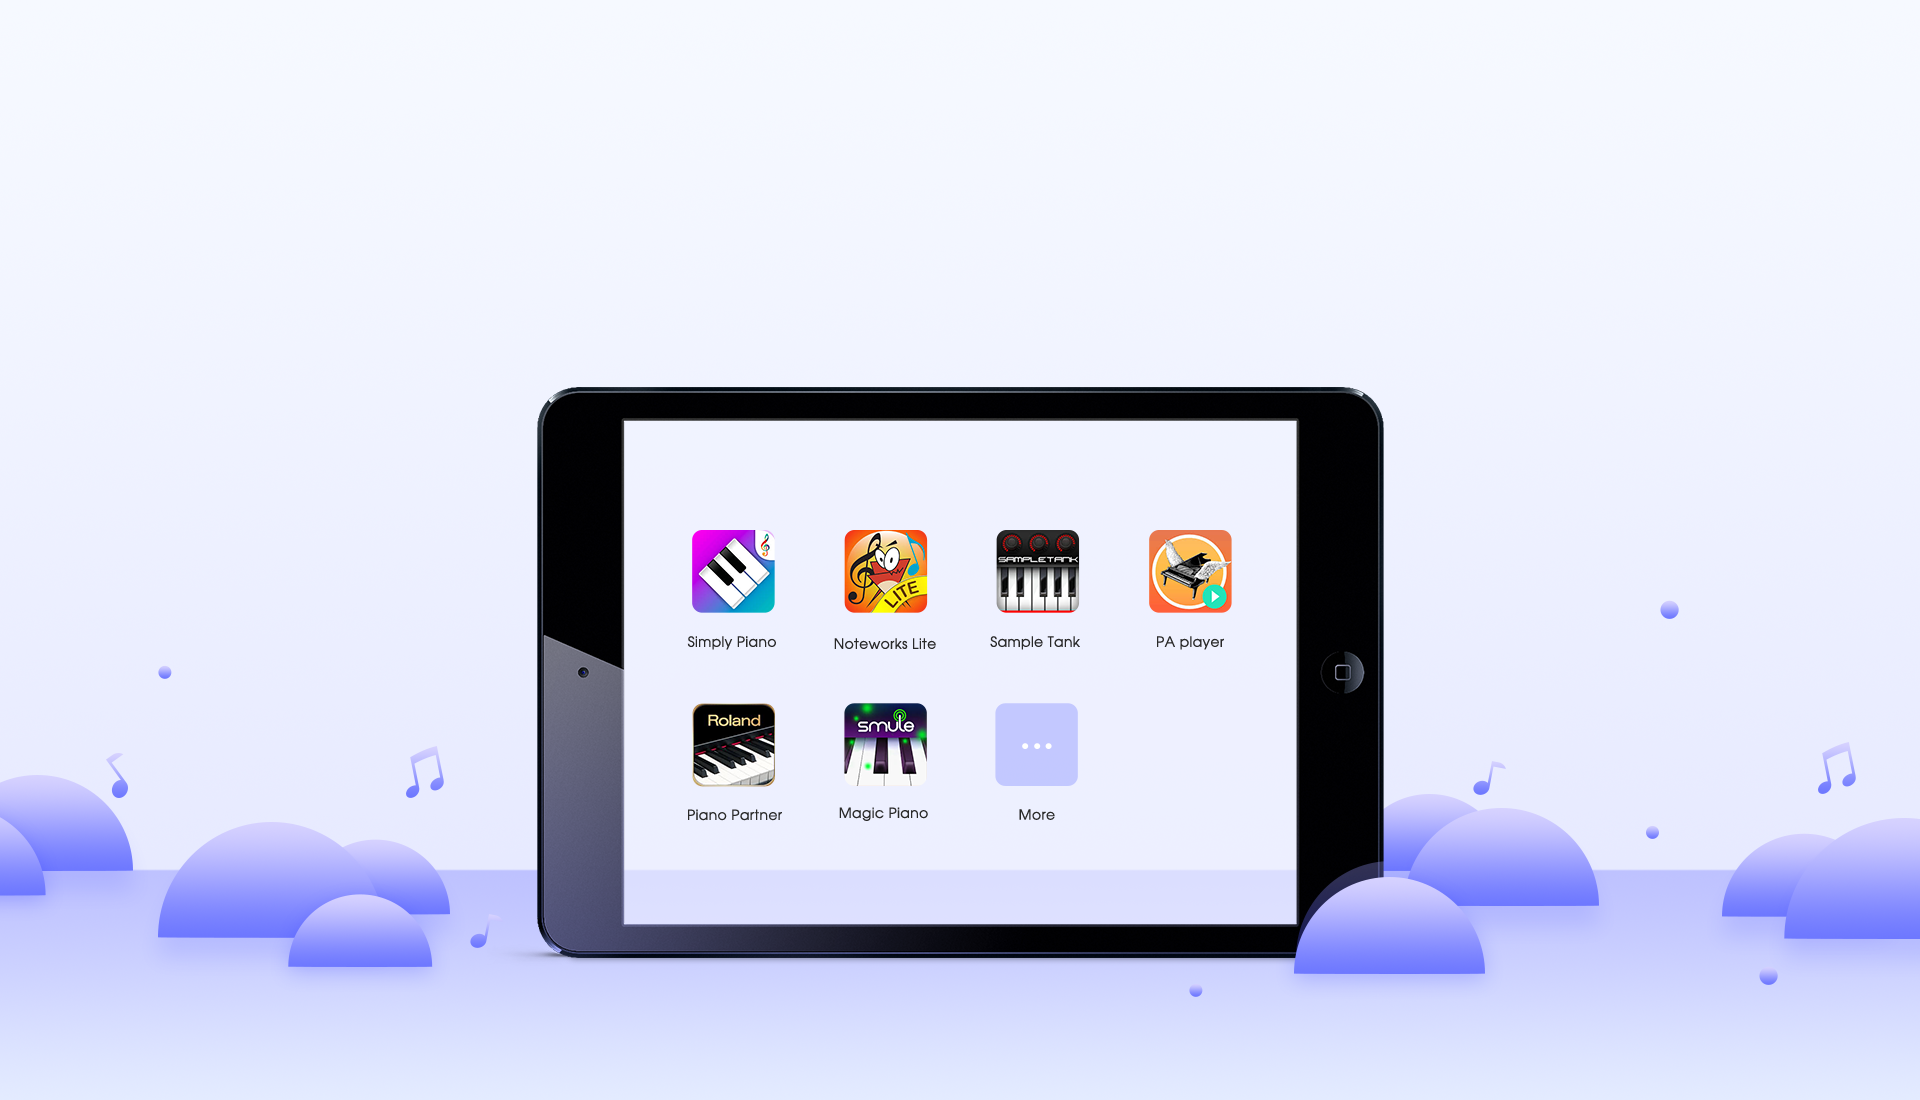 SAMPLETANK
LITE
Simply Piano
Noteworks Lite
Sample Tank
PA player
Roland
smule
Piano Partner
Magic Piano
More